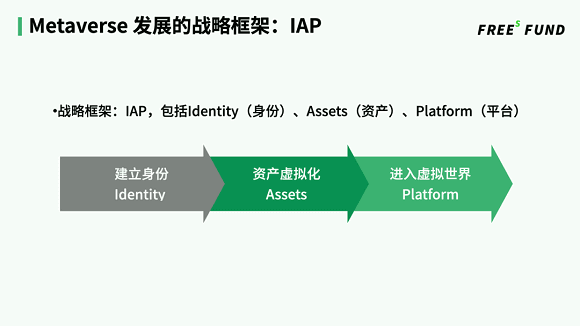 Metaverse 发展的战略框架：IAP
FREES FUND
•战略框架：IAP，包括Identity（身份）、Assets（资产）、Platform（平台）
建立身份
Identity
资产虚拟化
Assets
进入虚拟世界
Platform